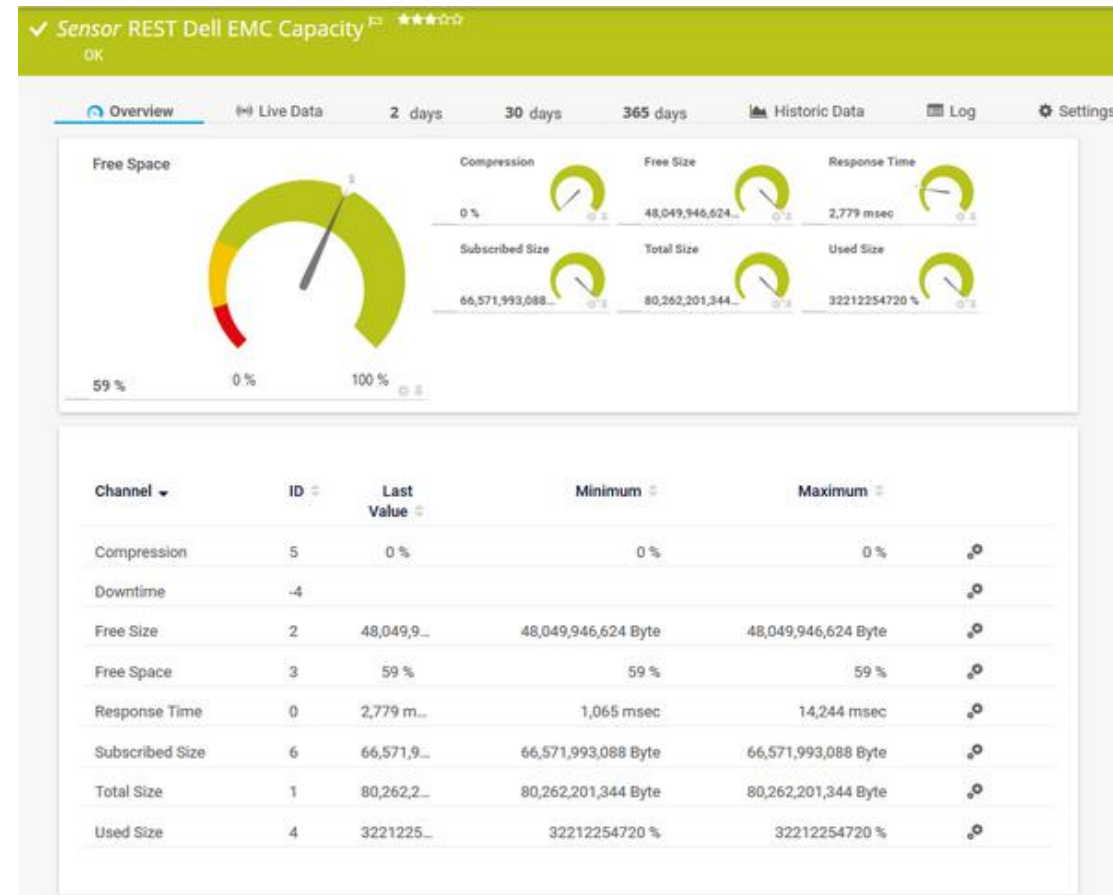 Sensor REST Dell EMC Capacity
OK
Overview Live Data 2 days 30 days 365 days Historic Data Log Settings
Free Space
59 %
0 %
100 %
Compression
0 %
Free Size
48,049,946,624...
Response Time
2,779 msec
Subscribed Size
66,571,993,088...
Total Size
80,262,201,344...
Used Size
32212254720 %
Channel ID Last Value Minimum Maximum
Compression 5 0 % 0 % 0 %
Downtime -4
Free Size 2 48,049,9... 48,049,946,624 Byte 48,049,946,624 Byte
Free Space 3 59 % 59 % 59 %
Response Time 0 2,779 m... 1,065 msec 14,244 msec
Subscribed Size 6 66,571,9... 66,571,993,088 Byte 66,571,993,088 Byte
Total Size 1 80,262,2... 80,262,201,344 Byte 80,262,201,344 Byte
Used Size 4 3221225... 32212254720 % 32212254720 %